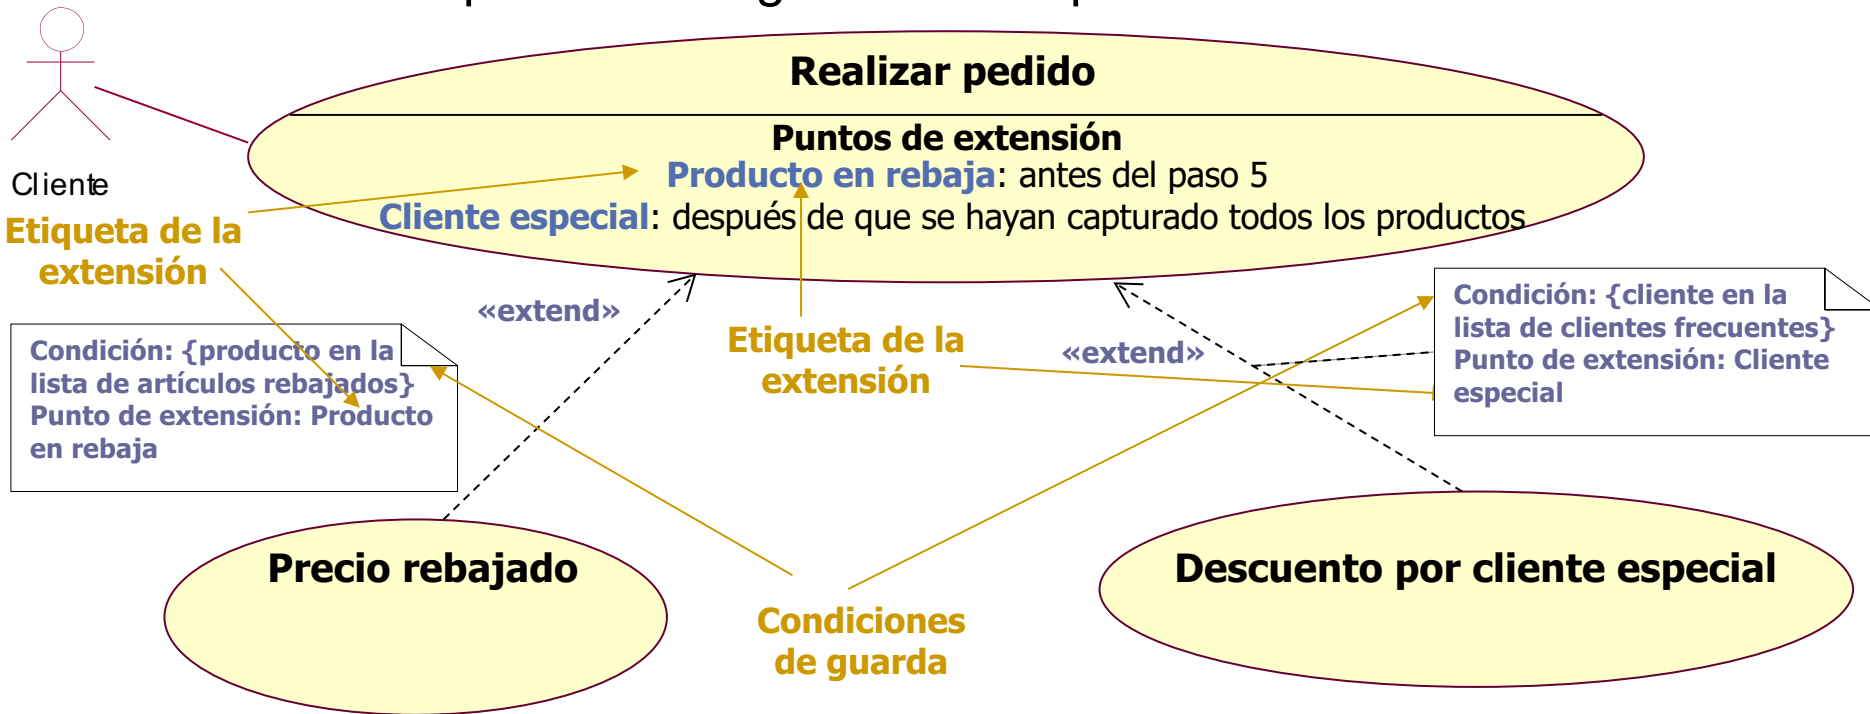 Realizar pedido
Puntos de extensión
Producto en rebaja: antes del paso 5
Cliente especial: después de que se hayan capturado todos los productos
Cliente
Etiqueta de la
extensión
«extend»
Condición: {producto en la
lista de artículos rebajados}
Punto de extensión: Producto
en rebaja
Etiqueta de la
extensión
«extend»
Condición: {cliente en la
lista de clientes frecuentes}
Punto de extensión: Cliente
especial
Precio rebajado
Condiciones
de guarda
Descuento por cliente especial